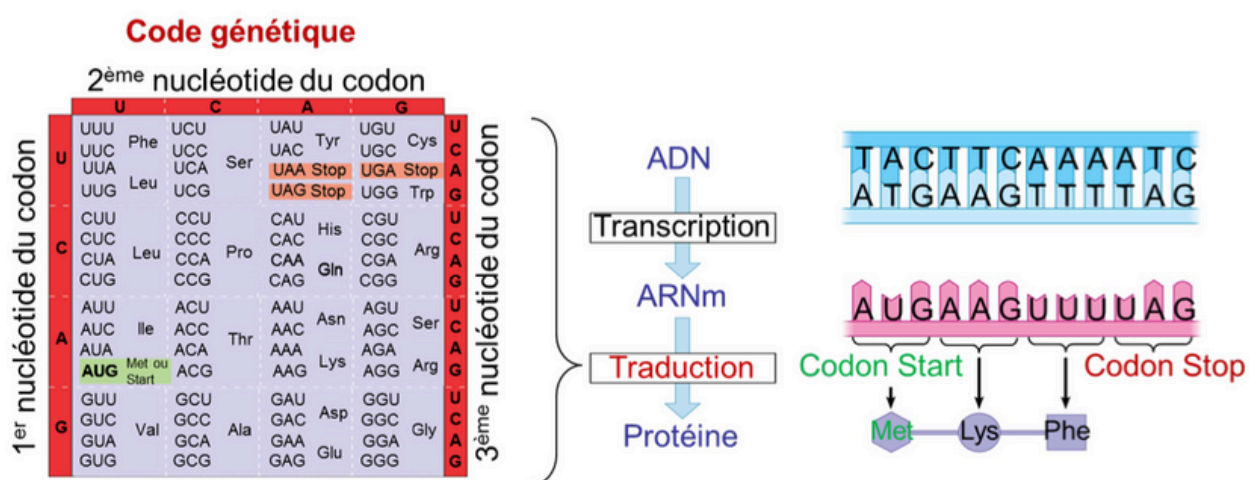 Code génétique
2ème nucléotide du codon
U C A G
1er nucléotide du codon
U
UUU UCU UAU UGU U
Phe Tyr Cys
UUC UCC UAC UGC C
Ser
UUA UCA UAA Stop UGA Stop A
Leu
UUG UCG UAG Stop UGG Trp G
C
CUU CCU CAU CGU U
His
CUC CCC CAC CGC C
Leu Pro Arg
CUA CCA CAA CGA A
Gln
CUG CCG CAG CGG G
A
AUU ACU AAU AGU U
Asn Ser
AUC Ile ACC AAC AGC C
Thr
AUA ACA AAA AGA A
Lys Arg
AUG Met ou Start ACG AAG AGG G
G
GUU GCU GAU GGU U
Asp
GUC GCC GAC GGC C
Val Ala Gly
GUA GCA GAA GGA A
Glu
GUG GCG GAG GGG G
3ème nucléotide du codon
ADN
Transcription
ARNm
Traduction
Protéine
TACTTCAAAATC
ATGAAGTTTTAG
AUGAAGUUUUAG
Codon Start Codon Stop
Met Lys Phe